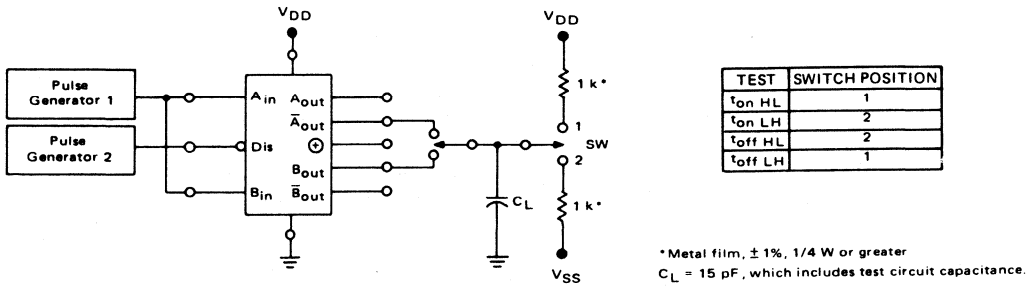 VDD
VDD
Pulse
Generator 1
Pulse
Generator 2
Ain
Aout
A̅out
Dis
⊕
Bout
Bin
B̅out
CL
1 k*
1
SW
2
1 k*
VSS
TEST SWITCH POSITION
ton HL 1
ton LH 2
toff HL 2
toff LH 1
*Metal film, ± 1%, 1/4 W or greater
CL = 15 pF, which includes test circuit capacitance.